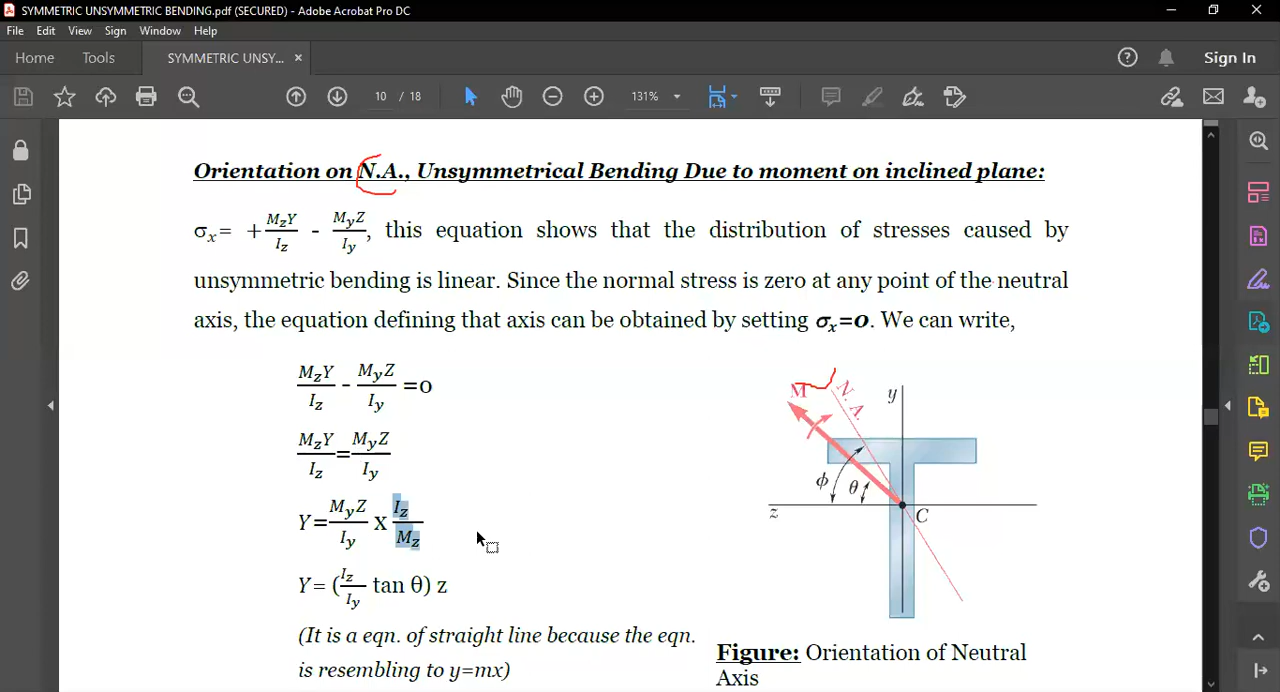 SYMMETRIC UNSYMMETRIC BENDING.pdf (SECURED) - Adobe Acrobat Pro DC
File Edit View Sign Window Help
Home Tools SYMMETRIC UNSY... × Sign In
10 / 18 131%
Orientation on N.A., Unsymmetrical Bending Due to moment on inclined plane:
σx= +MzY/Iz - MyZ/Iy, this equation shows that the distribution of stresses caused by
unsymmetric bending is linear. Since the normal stress is zero at any point of the neutral
axis, the equation defining that axis can be obtained by setting σx=0. We can write,
MzY/Iz - MyZ/Iy =0
MzY/Iz=MyZ/Iy
Y=MyZ/Iy x Iz/Mz
Y= (Iz/Iy tan θ) z
(It is a eqn. of straight line because the eqn.
is resembling to y=mx)
M N.A. y
ϕ θ
z C
Figure: Orientation of Neutral
Axis